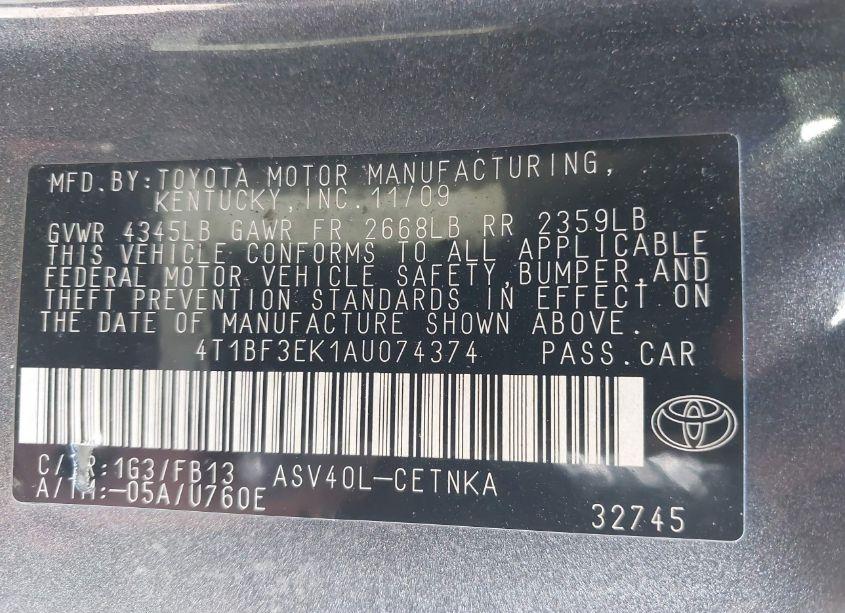 MFD.BY:TOYOTA MOTOR MANUFACTURING,
KENTUCKY,INC.11/09
GVWR 4345LB GAWR FR 2668LB RR 2359LB
THIS VEHICLE CONFORMS TO ALL APPLICABLE
FEDERAL MOTOR VEHICLE SAFETY,BUMPER,AND
THEFT PREVENTION STANDARDS IN EFFECT ON
THE DATE OF MANUFACTURE SHOWN ABOVE.
4T1BF3EK1AU074374 PASS.CAR
C/TR:1G3/FB13 ASV40L-CETNKA
A/TM:-05A/U760E
32745